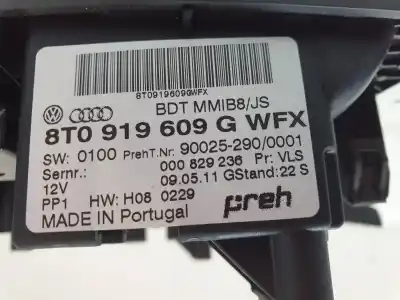 8T0919609GWFX
BDT MMIB8/JS
8T0 919 609 G WFX
SW: 0100 PrehT.Nr: 90025-290/0001
Sernr.: 000 829 236 Pr: VLS
12V 09.05.11 GStand: 22 S
PP1 HW: H08 0229
MADE IN Portugal preh